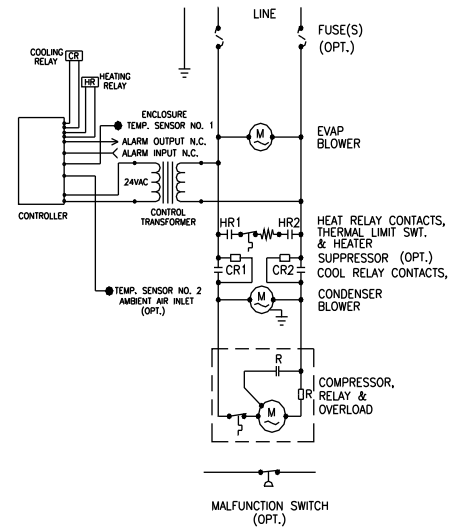 LINE
FUSE(S)
(OPT.)
COOLING
RELAY
CR
HR
HEATING
RELAY
ENCLOSURE
TEMP. SENSOR NO. 1
ALARM OUTPUT N.C.
ALARM INPUT N.C.
M
EVAP
BLOWER
24VAC
CONTROLLER
CONTROL
TRANSFORMER
HR1
HR2
HEAT RELAY CONTACTS,
THERMAL LIMIT SWT.
& HEATER
SUPPRESSOR (OPT.)
CR1
CR2
COOL RELAY CONTACTS,
TEMP. SENSOR NO. 2
AMBIENT AIR INLET
(OPT.)
M
CONDENSER
BLOWER
R
R
M
COMPRESSOR,
RELAY &
OVERLOAD
MALFUNCTION SWITCH
(OPT.)